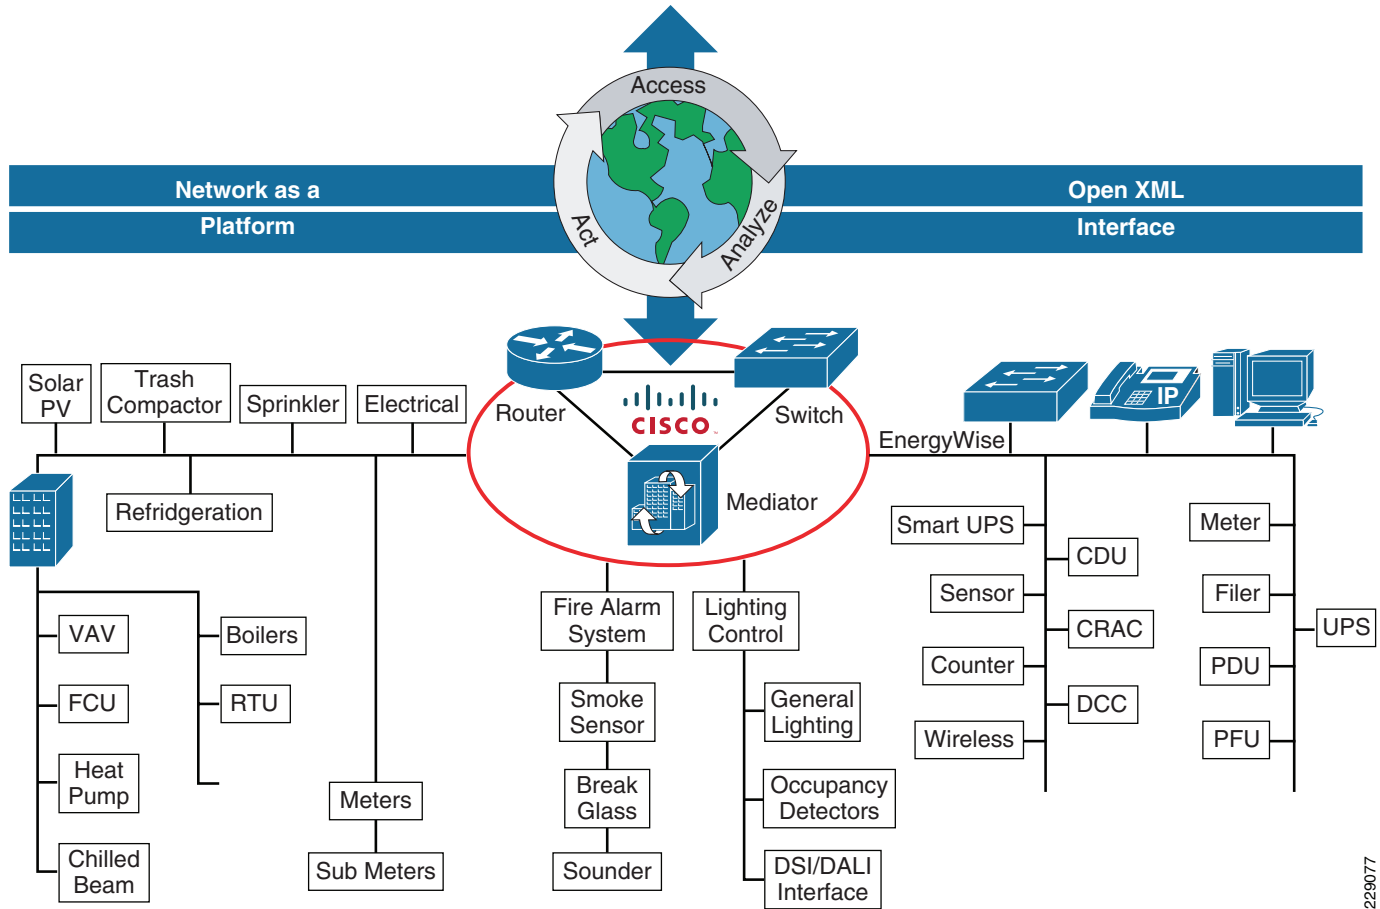 Access
Analyze
Act
Network as a
Platform
Open XML
Interface
Solar
PV
Trash
Compactor
Sprinkler
Electrical
Refridgeration
Router
CISCO
Switch
Mediator
EnergyWise
IP
VAV
FCU
Heat
Pump
Chilled
Beam
Boilers
RTU
Meters
Sub Meters
Fire Alarm
System
Smoke
Sensor
Break
Glass
Sounder
Lighting
Control
General
Lighting
Occupancy
Detectors
DSI/DALI
Interface
Smart UPS
CDU
Sensor
CRAC
Counter
DCC
Wireless
Meter
Filer
UPS
PDU
PFU
229077